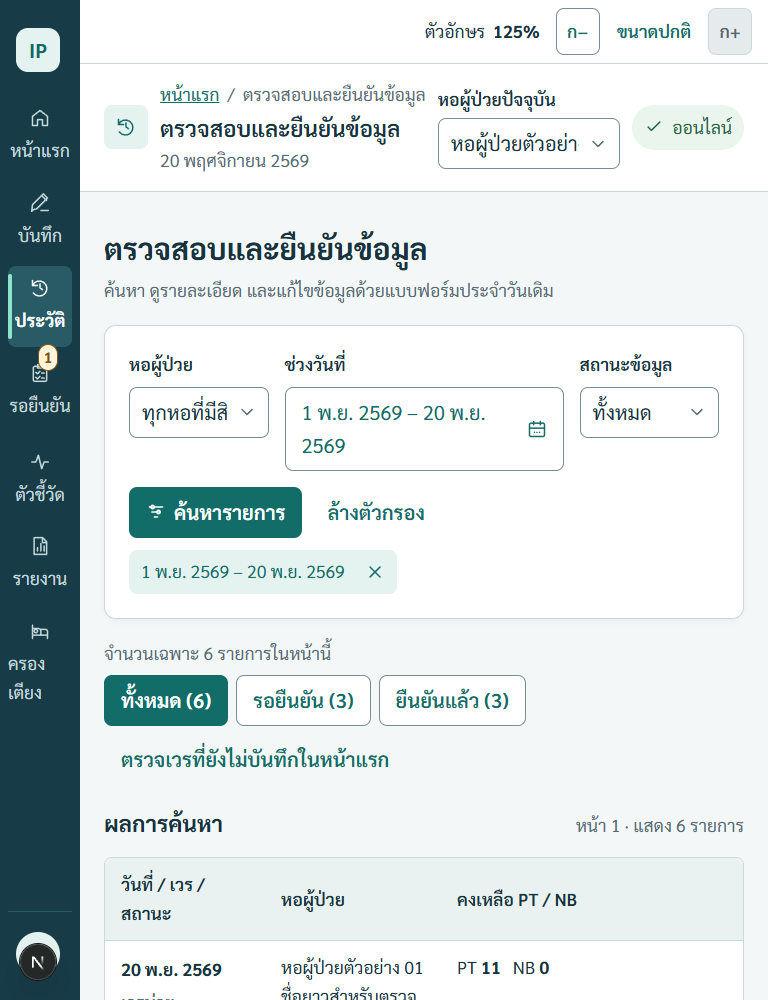 ตัวอักษร 125% ก− ขนาดปกติ ก+
IP
หน้าแรก
บันทึก
ประวัติ
1
รอยืนยัน
ตัวชี้วัด
รายงาน
ครอง
เตียง
N
หน้าแรก / ตรวจสอบและยืนยันข้อมูล
ตรวจสอบและยืนยันข้อมูล
20 พฤศจิกายน 2569
หอผู้ป่วยปัจจุบัน
หอผู้ป่วยตัวอย่า
ออนไลน์
ตรวจสอบและยืนยันข้อมูล
ค้นหา ดูรายละเอียด และแก้ไขข้อมูลด้วยแบบฟอร์มประจำวันเดิม
หอผู้ป่วย
ทุกหอที่มีสิ
ช่วงวันที่
1 พ.ย. 2569 – 20 พ.ย.
2569
สถานะข้อมูล
ทั้งหมด
ค้นหารายการ
ล้างตัวกรอง
1 พ.ย. 2569 – 20 พ.ย. 2569
จำนวนเฉพาะ 6 รายการในหน้านี้
ทั้งหมด (6)
รอยืนยัน (3)
ยืนยันแล้ว (3)
ตรวจเวรที่ยังไม่บันทึกในหน้าแรก
ผลการค้นหา
หน้า 1 · แสดง 6 รายการ
วันที่ / เวร /
สถานะ
หอผู้ป่วย
คงเหลือ PT / NB
20 พ.ย. 2569
หอผู้ป่วยตัวอย่าง 01
ชื่อยาวสำหรับตรวจ
PT 11 NB 0